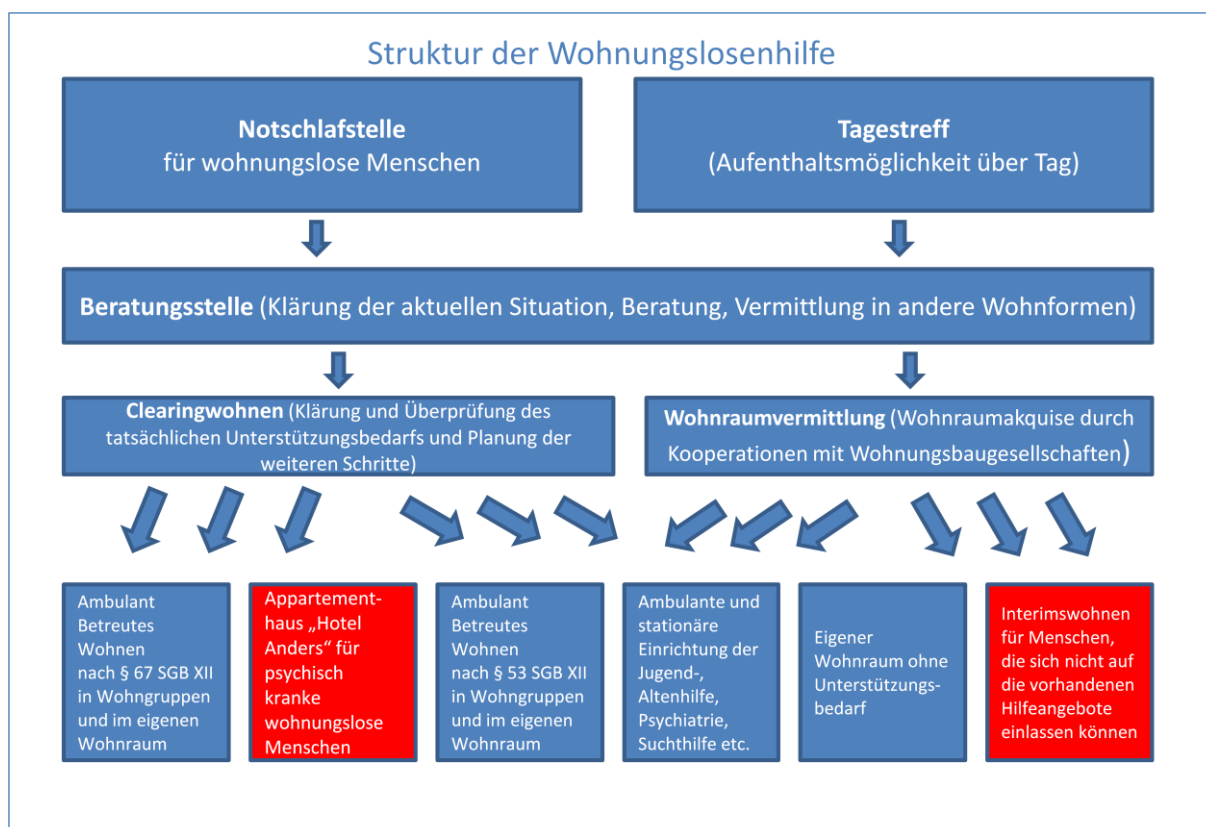 Struktur der Wohnungslosenhilfe
Notschlafstelle
für wohnungslose Menschen
Tagestreff
(Aufenthaltsmöglichkeit über Tag)
Beratungsstelle (Klärung der aktuellen Situation, Beratung, Vermittlung in andere Wohnformen)
Clearingwohnen (Klärung und Überprüfung des
tatsächlichen Unterstützungsbedarfs und Planung der
weiteren Schritte)
Wohnraumvermittlung (Wohnraumakquise durch
Kooperationen mit Wohnungsbaugesellschaften)
Ambulant
Betreutes
Wohnen
nach § 67 SGB XII
in Wohngruppen
und im eigenen
Wohnraum
Appartement-
haus „Hotel
Anders“ für
psychisch
kranke
wohnungslose
Menschen
Ambulant
Betreutes
Wohnen
nach § 53 SGB XII
in Wohngruppen
und im eigenen
Wohnraum
Ambulante und
stationäre
Einrichtung der
Jugend-,
Altenhilfe,
Psychiatrie,
Suchthilfe etc.
Eigener
Wohnraum ohne
Unterstützungs-
bedarf
Interimswohnen
für Menschen,
die sich nicht auf
die vorhandenen
Hilfeangebote
einlassen können